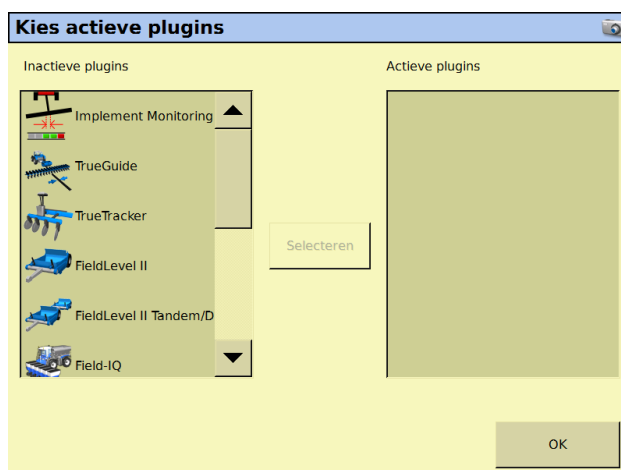 Kies actieve plugins
Inactieve plugins
Actieve plugins
Implement Monitoring
TrueGuide
TrueTracker
FieldLevel II
FieldLevel II Tandem/D
Field-IQ
Selecteren
OK